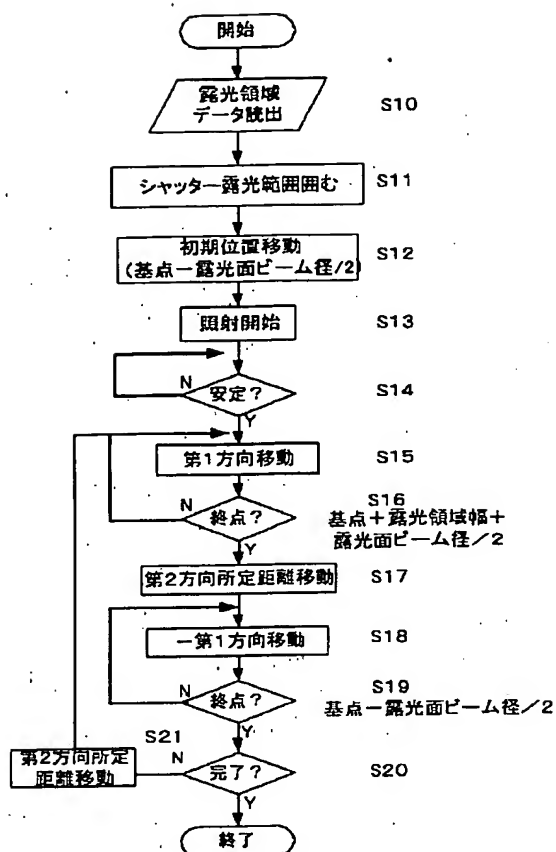 開始
露光領域
データ読出
S10
シャッター露光範囲囲む
S11
初期位置移動
(基点ー露光面ビーム径/2)
S12
照射開始
S13
N
安定?
S14
Y
第1方向移動
S15
S16
N
終点?
基点+露光領域幅+
露光面ビーム径/2
Y
第2方向所定距離移動
S17
ー第1方向移動
S18
N
終点?
S19
基点ー露光面ビーム径/2
Y
S21
第2方向所定
距離移動
N
完了?
S20
Y
終了